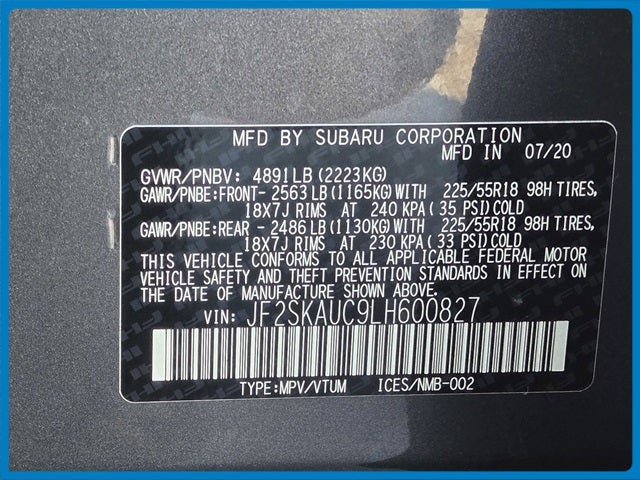 MFD BY SUBARU CORPORATION
GVWR/PNBV: 4891LB(2223KG) MFD IN 07/20
GAWR/PNBE:FRONT- 2563 LB(1165KG)WITH 225/55R18 98H TIRES,
18X7J RIMS AT 240 KPA( 35 PSI)COLD
GAWR/PNBE:REAR - 2486 LB(1130KG)WITH 225/55R18 98H TIRES,
18X7J RIMS AT 230 KPA( 33 PSI)COLD
THIS VEHICLE CONFORMS TO ALL APPLICABLE FEDERAL MOTOR
VEHICLE SAFETY AND THEFT PREVENTION STANDARDS IN EFFECT ON
THE DATE OF MANUFACTURE SHOWN ABOVE.
VIN: JF2SKAUC9LH600827
TYPE:MPV/VTUM ICES/NMB-002